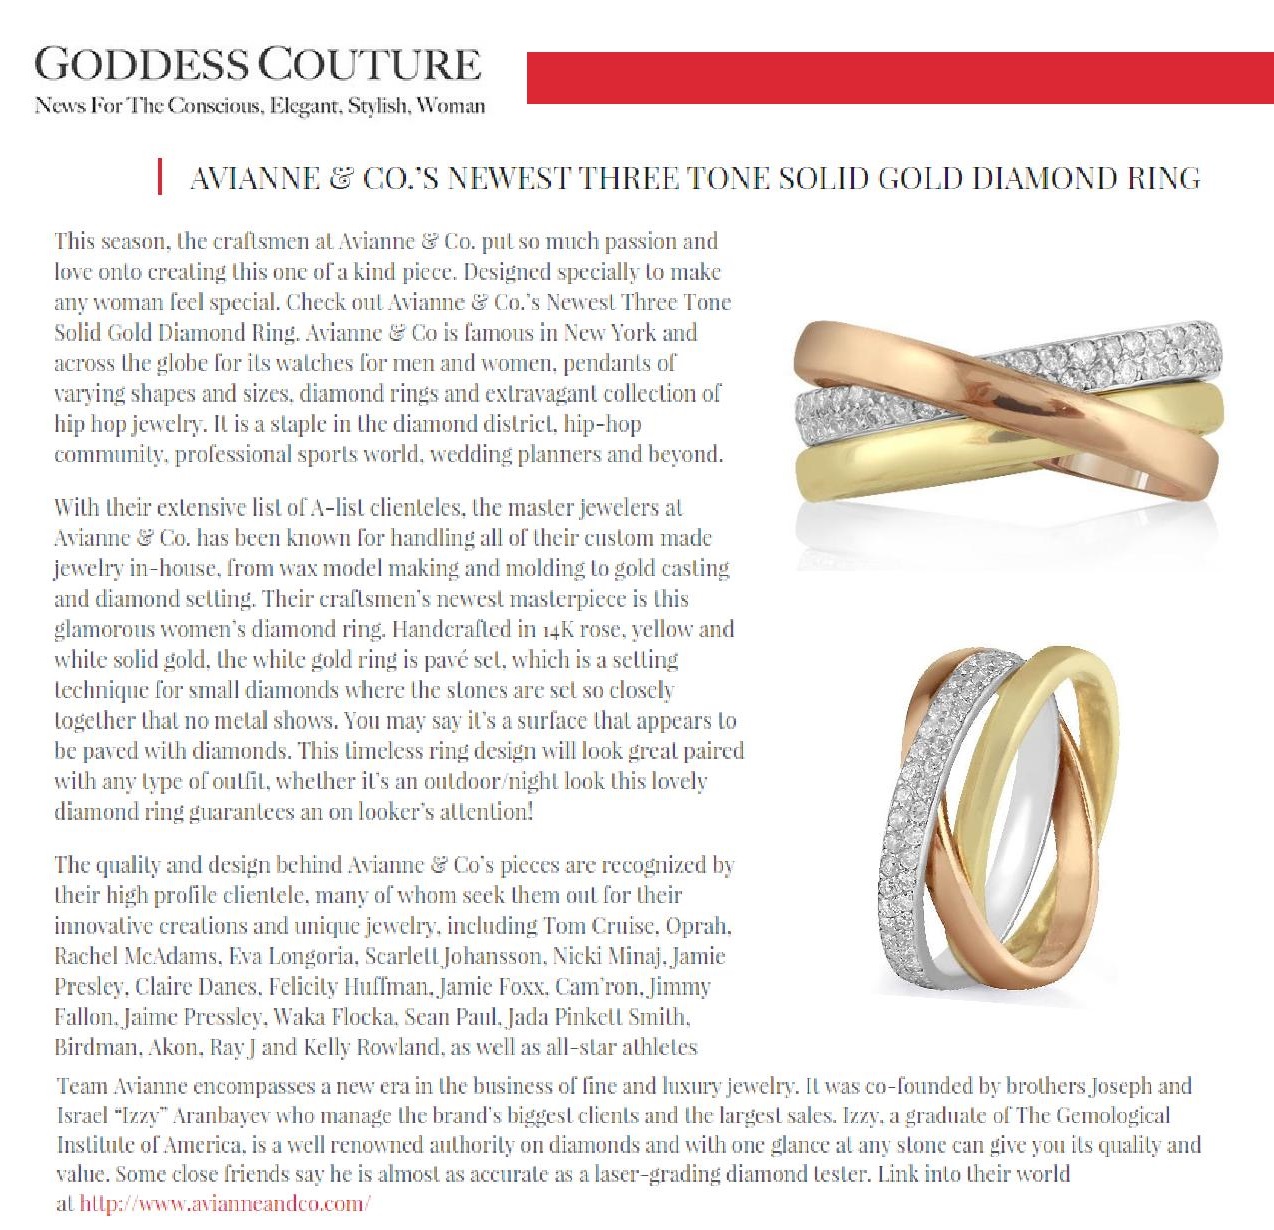 GODDESS COUTURE
News For The Conscious, Elegant, Stylish, Woman
AVIANNE & CO.'S NEWEST THREE TONE SOLID GOLD DIAMOND RING
This season, the craftsmen at Avianne & Co. put so much passion and
love onto creating this one of a kind piece. Designed specially to make
any woman feel special. Check out Avianne & Co.'s Newest Three Tone
Solid Gold Diamond Ring. Avianne & Co is famous in New York and
across the globe for its watches for men and women, pendants of
varying shapes and sizes, diamond rings and extravagant collection of
hip hop jewelry. It is a staple in the diamond district, hip-hop
community, professional sports world, wedding planners and beyond.
With their extensive list of A-list clienteles, the master jewelers at
Avianne & Co. has been known for handling all of their custom made
jewelry in-house, from wax model making and molding to gold casting
and diamond setting. Their craftsmen's newest masterpiece is this
glamorous women's diamond ring. Handcrafted in 14K rose, yellow and
white solid gold, the white gold ring is pavé set, which is a setting
technique for small diamonds where the stones are set so closely
together that no metal shows. You may say it's a surface that appears to
be paved with diamonds. This timeless ring design will look great paired
with any type of outfit, whether it's an outdoor/night look this lovely
diamond ring guarantees an on looker's attention!
The quality and design behind Avianne & Co's pieces are recognized by
their high profile clientele, many of whom seek them out for their
innovative creations and unique jewelry, including Tom Cruise, Oprah,
Rachel McAdams, Eva Longoria, Scarlett Johansson, Nicki Minaj, Jamie
Presley, Claire Danes, Felicity Huffman, Jamie Foxx, Cam'ron, Jimmy
Fallon, Jaime Pressley, Waka Flocka, Sean Paul, Jada Pinkett Smith,
Birdman, Akon, Ray J and Kelly Rowland, as well as all-star athletes
Team Avianne encompasses a new era in the business of fine and luxury jewelry. It was co-founded by brothers Joseph and
Israel “Izzy” Aranbayev who manage the brand's biggest clients and the largest sales. Izzy, a graduate of The Gemological
Institute of America, is a well renowned authority on diamonds and with one glance at any stone can give you its quality and
value. Some close friends say he is almost as accurate as a laser-grading diamond tester. Link into their world
at http://www.avianneandco.com/